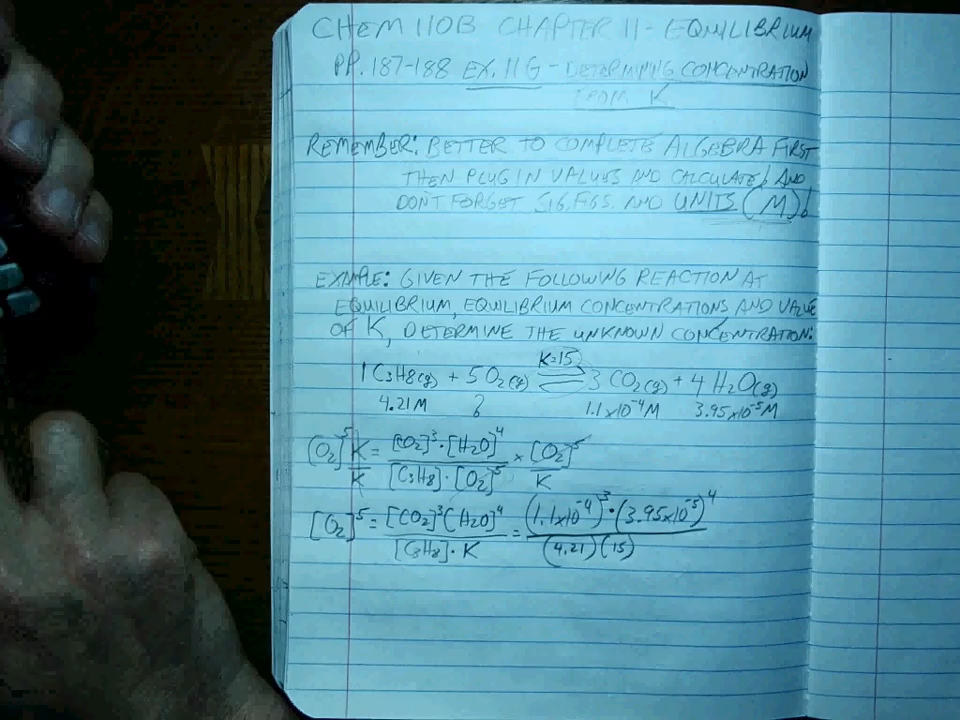 CHEM 110B CHAPTER 11 - EQUILIBRIUM
PP. 187-188 EX. 11G - DETERMINING CONCENTRATION
FROM K
REMEMBER: BETTER TO COMPLETE ALGEBRA FIRST
THEN PLUG IN VALUES AND CALCULATE! AND
DON'T FORGET SIG. FIGS. AND UNITS (M)!
EXAMPLE: GIVEN THE FOLLOWING REACTION AT
EQUILIBRIUM, EQUILIBRIUM CONCENTRATIONS, AND VALUE
OF K, DETERMINE THE UNKNOWN CONCENTRATION:
K=15
1 C3H8(g) + 5 O2(g) ⇌ 3 CO2(g) + 4 H2O(g)
4.21 M ? 1.1x10⁻⁴ M 3.95x10⁻⁵ M
[O2]⁵ K / K = [CO2]³·[H2O]⁴ / [C3H8]·[O2]⁵ × [O2]⁵ / K
[O2]⁵ = [CO2]³[H2O]⁴ / [C3H8]·K = (1.1x10⁻⁴)³·(3.95x10⁻⁵)⁴ / (4.21)(15)